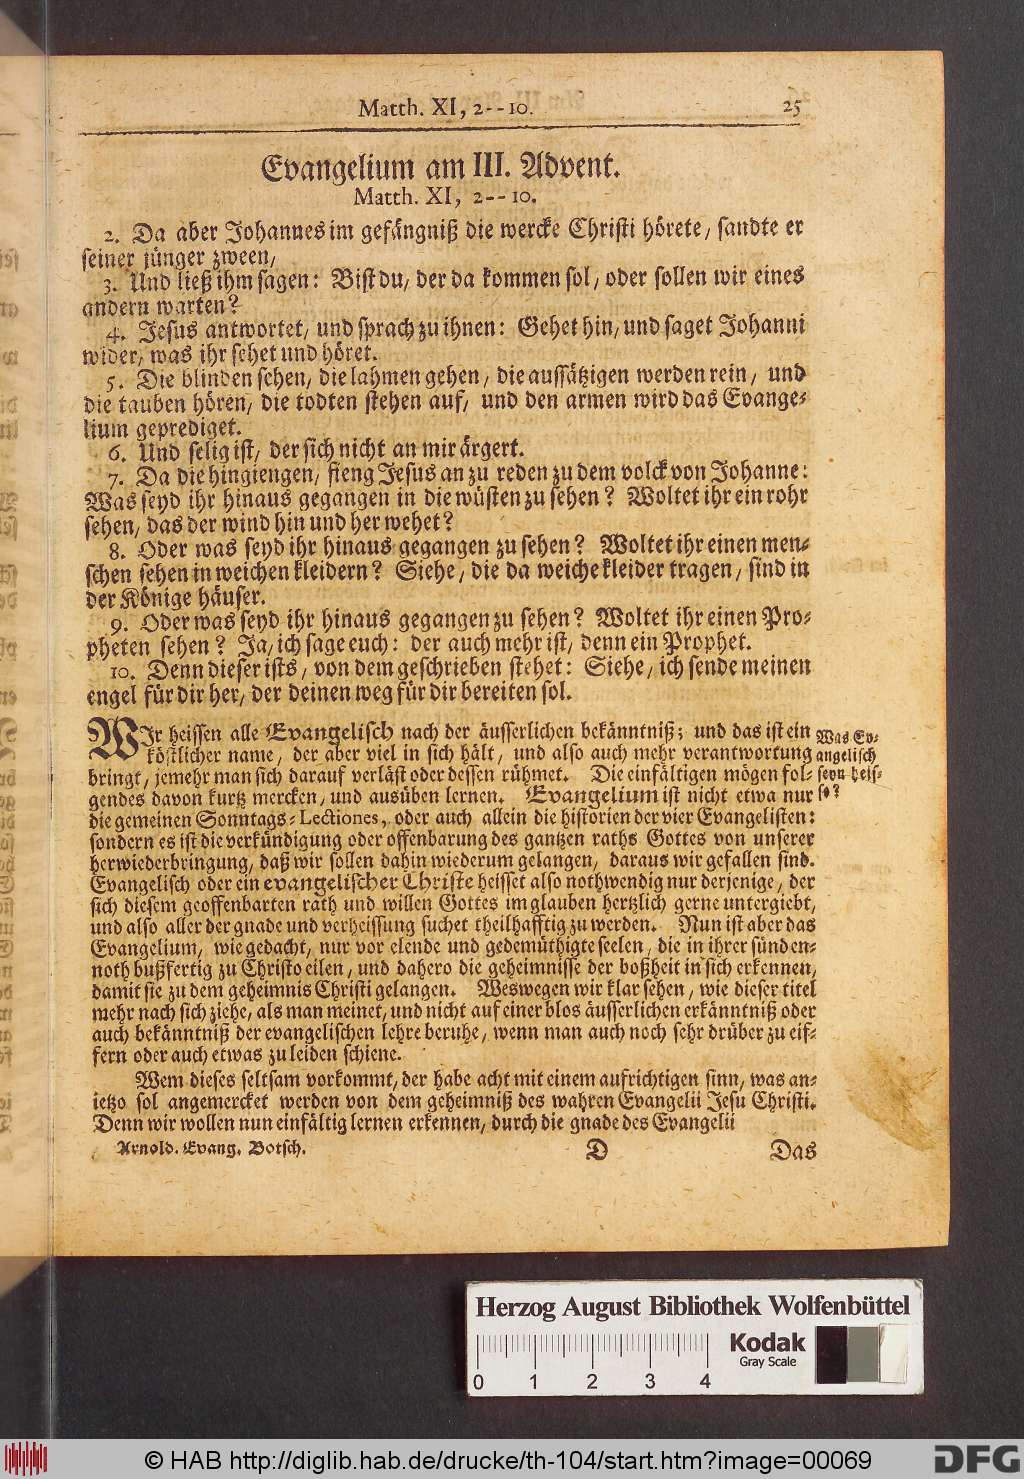 Matth. XI, 2--10. 25
Evangelium am III. Advent.
Matth. XI, 2--10.
2. Da aber Johannes im gefängniß die wercke Christi hörete, sandte er
seiner jünger zween,
3. Und ließ ihm sagen: Bist du, der da kommen sol, oder sollen wir eines
andern warten?
4. Jesus antwortet, und sprach zu ihnen: Gehet hin, und saget Johanni
wider, was ihr sehet und höret.
5. Die blinden sehen, die lahmen gehen, die aussätzigen werden rein, und
die tauben hören, die todten stehen auf, und den armen wird das Evange-
lium geprediget.
6. Und selig ist, der sich nicht an mir ärgert.
7. Da die hingiengen, fieng Jesus an zu reden zu dem volck von Johanne:
Was seyd ihr hinaus gegangen in die wüsten zu sehen? Woltet ihr ein rohr
sehen, das der wind hin und her wehet?
8. Oder was seyd ihr hinaus gegangen zu sehen? Woltet ihr einen men-
schen sehen in weichen kleidern? Siehe, die da weiche kleider tragen, sind in
der Könige häuser.
9. Oder was seyd ihr hinaus gegangen zu sehen? Woltet ihr einen Pro-
pheten sehen? Ja, ich sage euch: der auch mehr ist, denn ein Prophet.
10. Denn dieser ists, von dem geschrieben stehet: Siehe, ich sende meinen
engel für dir her, der deinen weg für dir bereiten sol.
WIr heissen alle Evangelisch nach der äusserlichen bekänntniß; und das ist ein
köstlicher name, der aber viel in sich hält, und also auch mehr verantwortung
bringt, jemehr man sich darauf verläst oder dessen rühmet. Die einfältigen mögen fol-
gendes davon kurtz mercken, und ausüben lernen. Evangelium ist nicht etwa nur
die gemeinen Sonntags-Lectiones, oder auch allein die historien der vier Evangelisten:
sondern es ist die verkündigung oder offenbarung des gantzen raths Gottes von unserer
herwiederbringung, daß wir sollen dahin wiederum gelangen, daraus wir gefallen sind.
Evangelisch oder ein evangelischer Christe heisset also nothwendig nur derjenige, der
sich diesem geoffenbarten rath und willen Gottes im glauben hertzlich gerne untergiebt,
und also aller der gnade und verheissung suchet theilhafftig zu werden. Nun ist aber das
Evangelium, wie gedacht, nur vor elende und gedemüthigte seelen, die in ihrer sünden-
noth bußfertig zu Christo eilen, und dahero die geheimnisse der boßheit in sich erkennen,
damit sie zu dem geheimnis Christi gelangen. Weswegen wir klar sehen, wie dieser titel
mehr nach sich ziehe, als man meinet, und nicht auf einer blos äusserlichen erkänntniß oder
auch bekänntniß der evangelischen lehre beruhe, wenn man auch noch sehr drüber zu eif-
fern oder auch etwas zu leiden schiene.
Wem dieses seltsam vorkommt, der habe acht mit einem aufrichtigen sinn, was an-
ietzo sol angemercket werden von dem geheimniß des wahren Evangelii Jesu Christi.
Denn wir wollen nun einfältig lernen erkennen, durch die gnade des Evangelii
Was Ev-
angelisch
seyn heis-
se?
Arnold. Evang. Botsch. D Das
Herzog August Bibliothek Wolfenbüttel
0 1 2 3 4
Kodak
Gray Scale
© HAB http://diglib.hab.de/drucke/th-104/start.htm?image=00069
DFG